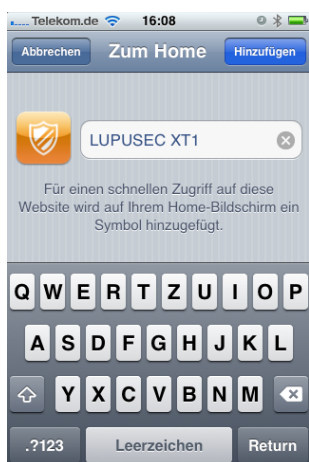 Telekom.de 16:08
Abbrechen Zum Home Hinzufügen
LUPUSEC XT1
Für einen schnellen Zugriff auf diese
Website wird auf Ihrem Home-Bildschirm ein
Symbol hinzugefügt.
Q W E R T Z U I O P
A S D F G H J K L
Y X C V B N M
.?123 Leerzeichen Return